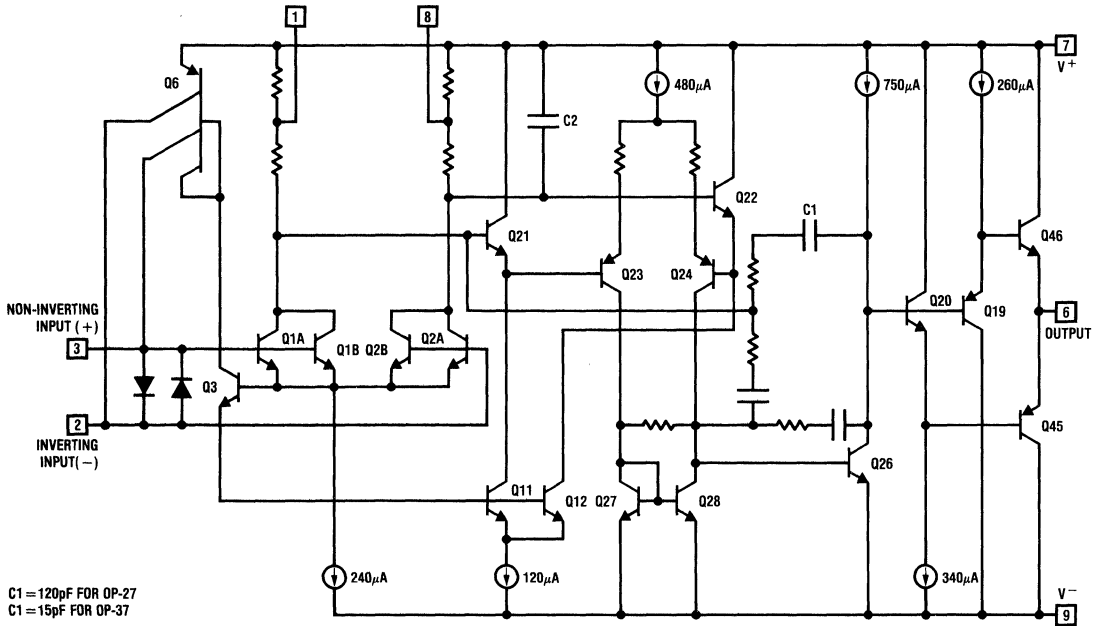 1
8
7
V+
Q6
480µA
750µA
260µA
C2
Q22
C1
Q21
Q46
Q23
Q24
Q20
Q19
NON-INVERTING
INPUT (+)
6
OUTPUT
3
Q1A
Q1B
Q2B
Q2A
Q3
2
INVERTING
INPUT(−)
Q45
Q26
Q11
Q12
Q27
Q28
240µA
120µA
340µA
V−
9
C1=120pF FOR OP-27
C1=15pF FOR OP-37